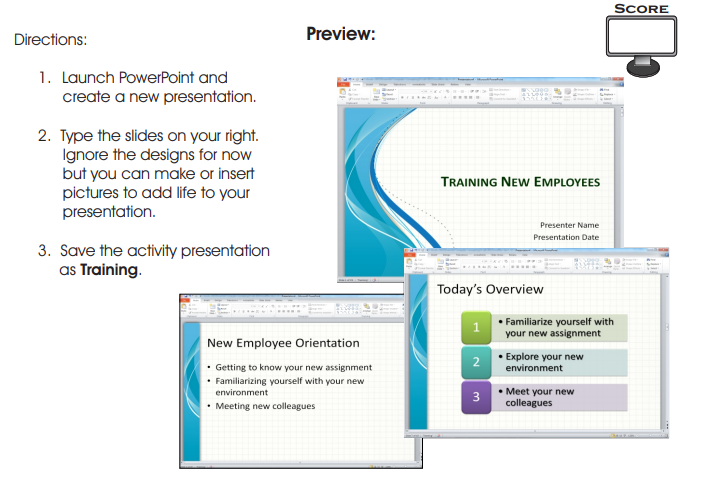 SCORE
Directions:
Preview:
1. Launch PowerPoint and
create a new presentation.
2. Type the slides on your right.
Ignore the designs for now
but you can make or insert
pictures to add life to your
presentation.
3. Save the activity presentation
as Training.
TRAINING NEW EMPLOYEES
Presenter Name
Presentation Date
New Employee Orientation
• Getting to know your new assignment
• Familiarizing yourself with your new
environment
• Meeting new colleagues
Today's Overview
1 • Familiarize yourself with
your new assignment
2 • Explore your new
environment
3 • Meet your new
colleagues